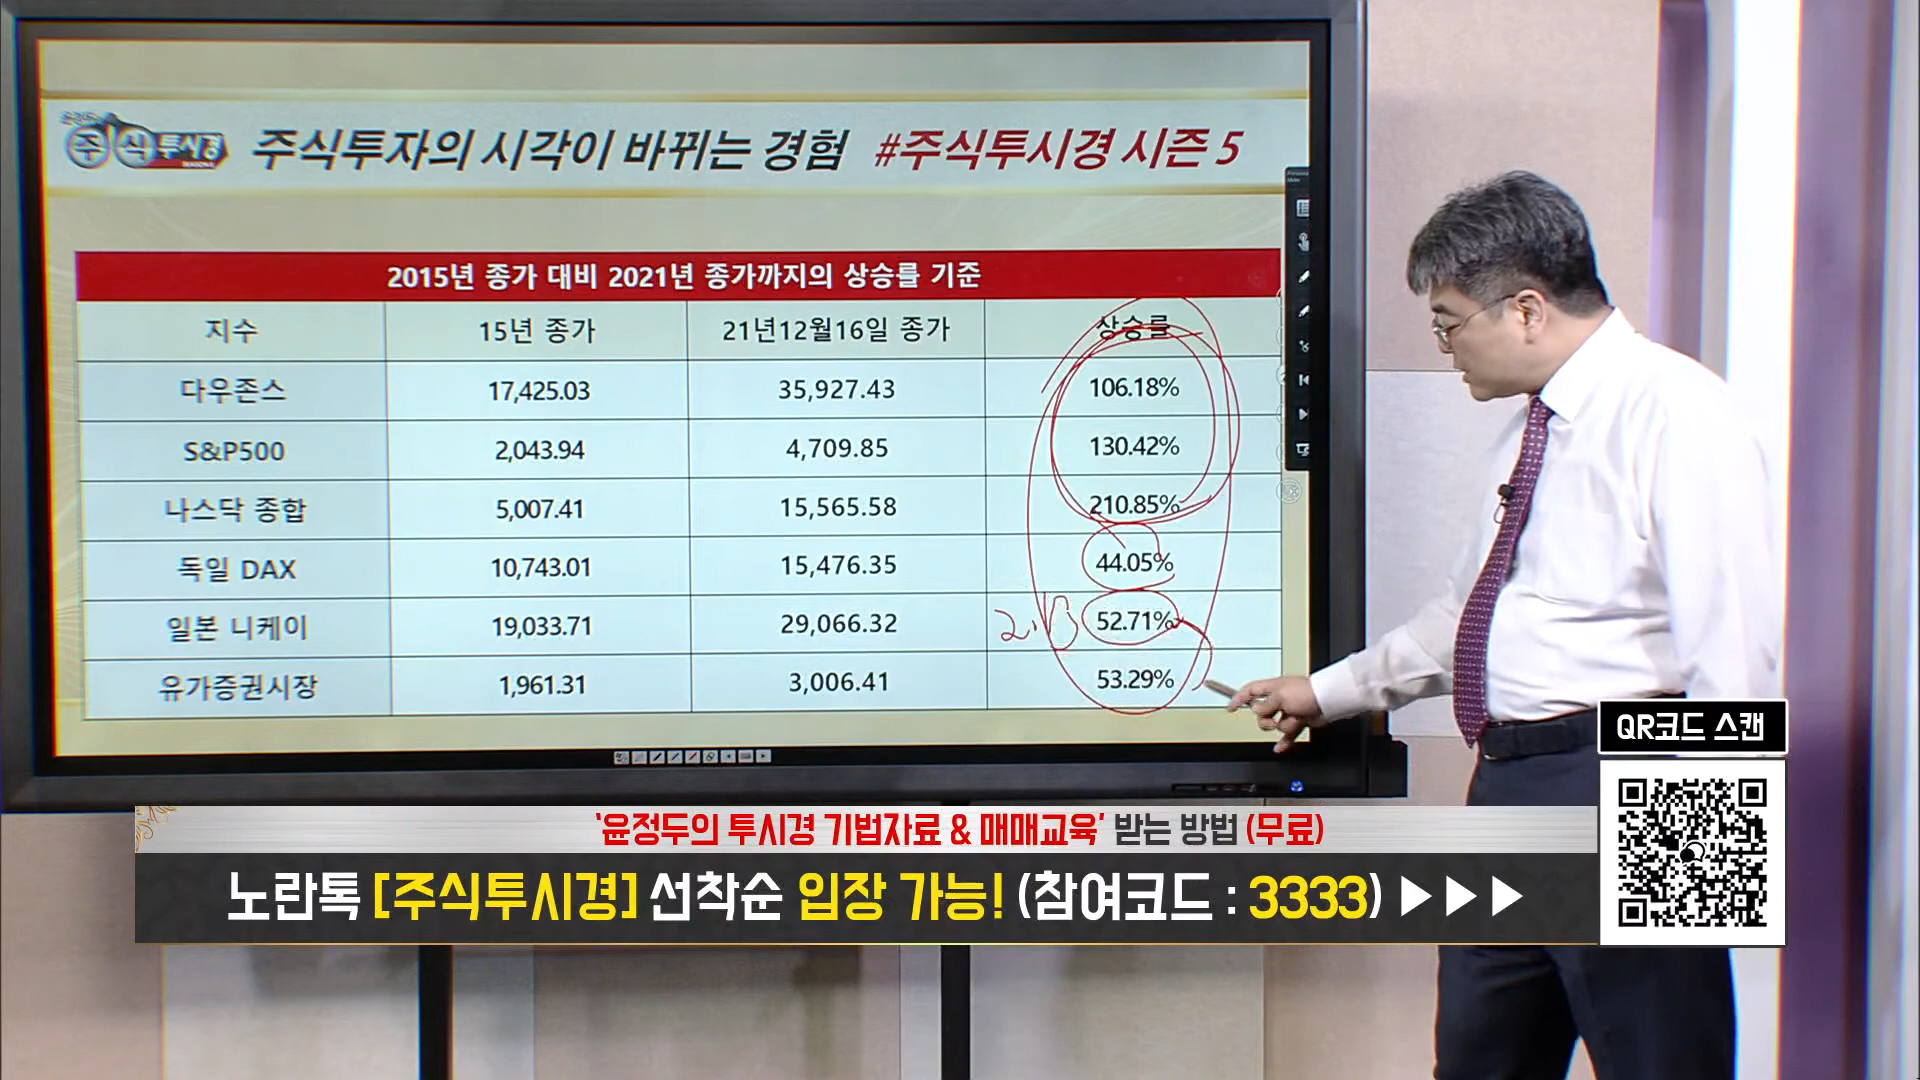 주식투시경
주식투자의 시각이 바뀌는 경험 #주식투시경 시즌 5
2015년 종가 대비 2021년 종가까지의 상승률 기준
지수 15년 종가 21년12월16일 종가 상승률
다우존스 17,425.03 35,927.43 106.18%
S&P500 2,043.94 4,709.85 130.42%
나스닥 종합 5,007.41 15,565.58 210.85%
독일 DAX 10,743.01 15,476.35 44.05%
일본 니케이 19,033.71 29,066.32 52.71%
유가증권시장 1,961.31 3,006.41 53.29%
QR코드 스캔
'윤정두의 투시경 기법자료 & 매매교육' 받는 방법 (무료)
노란톡 [주식투시경] 선착순 입장 가능! (참여코드 : 3333) ▶▶▶